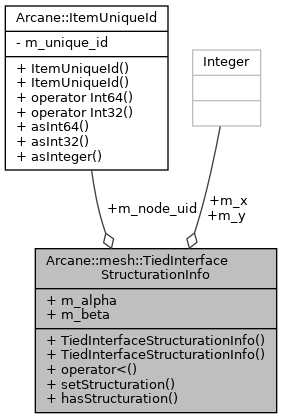 Arcane::ItemUniqueId
- m_unique_id
+ ItemUniqueId()
+ ItemUniqueId()
+ operator Int64()
+ operator Int32()
+ asInt64()
+ asInt32()
+ asInteger()
Integer
+m_node_uid
+m_x
+m_y
Arcane::mesh::TiedInterface
StructurationInfo
+ m_alpha
+ m_beta
+ TiedInterfaceStructurationInfo()
+ TiedInterfaceStructurationInfo()
+ operator<()
+ setStructuration()
+ hasStructuration()